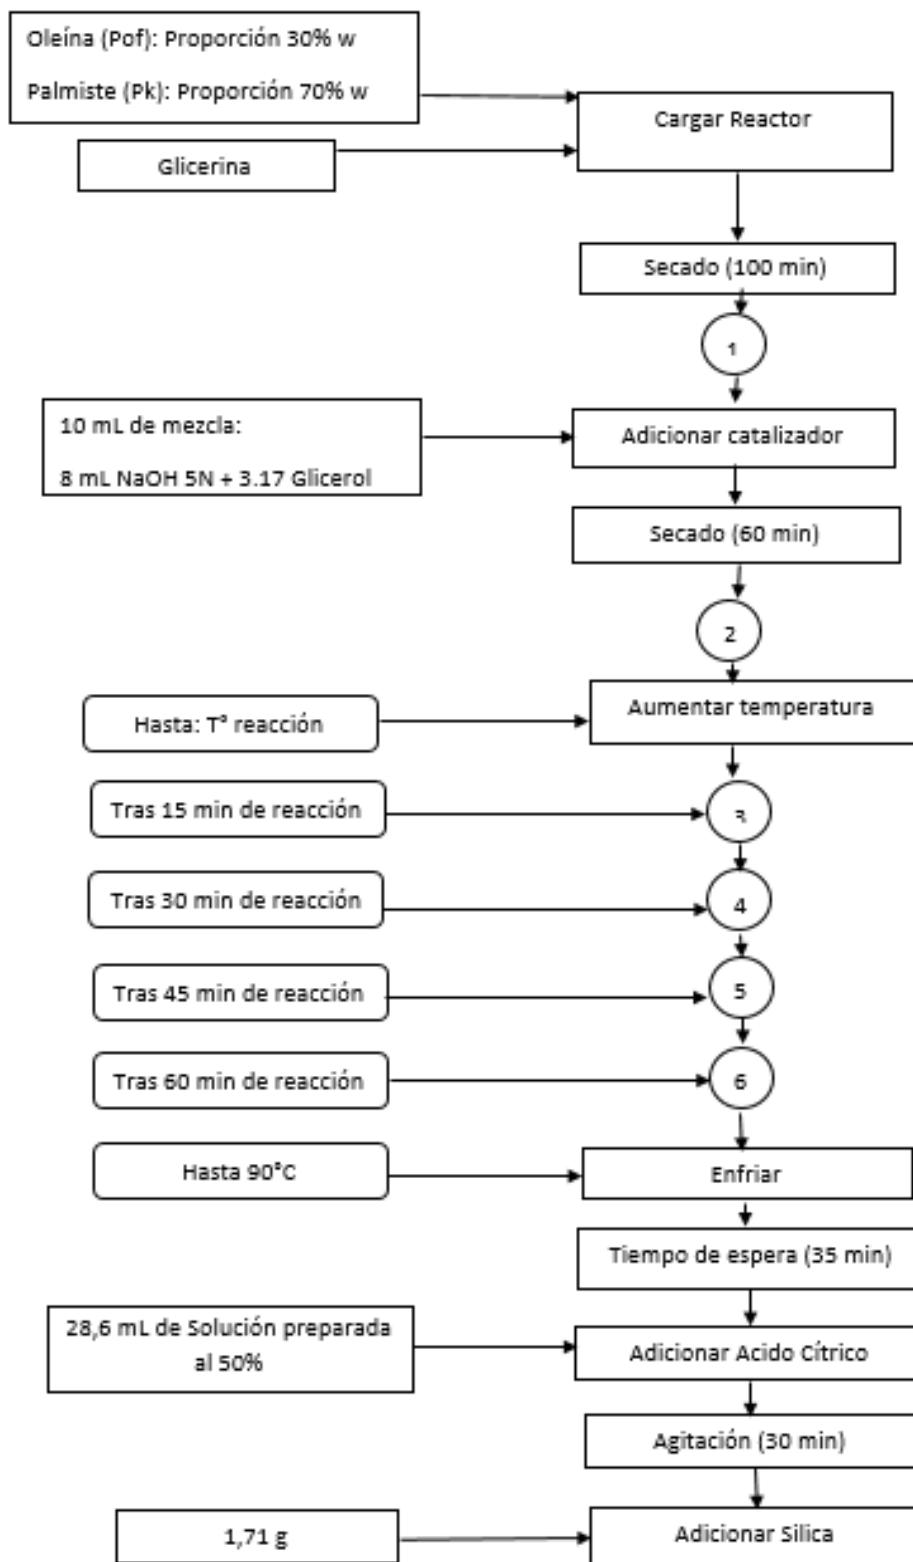 Oleína (Pof): Proporción 30% w
Palmiste (Pk): Proporción 70% w
Cargar Reactor
Glicerina
Secado (100 min)
1
10 mL de mezcla:
8 mL NaOH 5N + 3.17 Glicerol
Adicionar catalizador
Secado (60 min)
2
Hasta: Tª reacción
Aumentar temperatura
Tras 15 min de reacción
3
Tras 30 min de reacción
4
Tras 45 min de reacción
5
Tras 60 min de reacción
6
Hasta 90°C
Enfriar
Tiempo de espera (35 min)
28,6 mL de Solución preparada
al 50%
Adicionar Acido Cítrico
Agitación (30 min)
1,71 g
Adicionar Silica